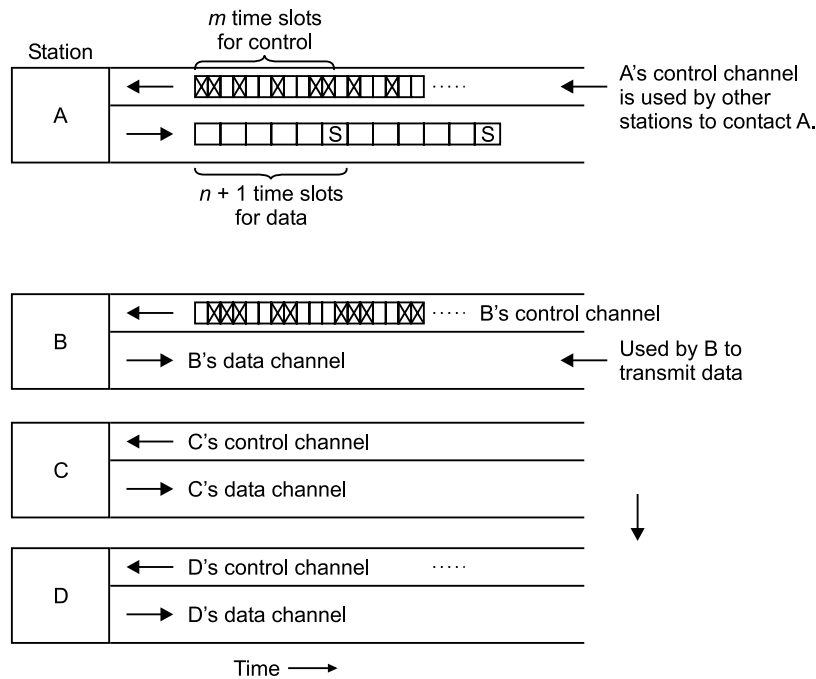 m time slots
for control
Station
A
A's control channel
is used by other
stations to contact A.
S
S
n + 1 time slots
for data
B
B's control channel
B's data channel
Used by B to
transmit data
C
C's control channel
C's data channel
D
D's control channel
D's data channel
Time